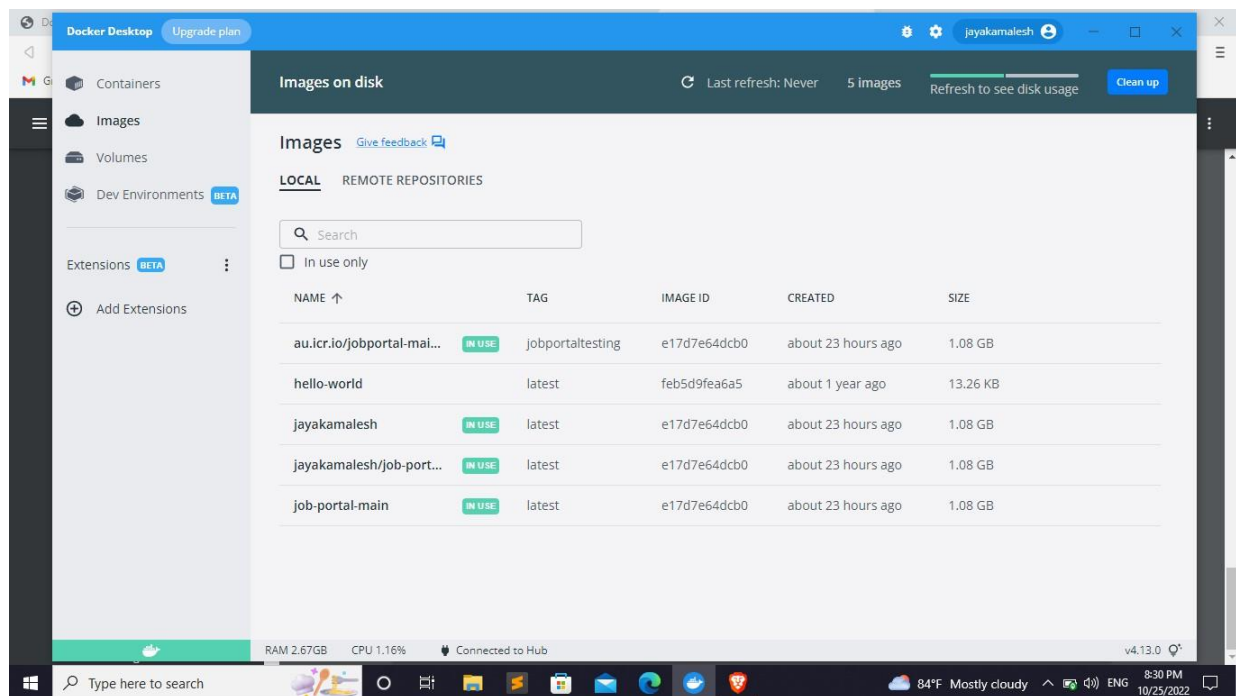 Docker Desktop Upgrade plan jayakamalesh
Containers
Images
Volumes
Dev Environments BETA
Extensions BETA
Add Extensions
Images on disk Last refresh: Never 5 images Refresh to see disk usage Clean up
Images Give feedback
LOCAL REMOTE REPOSITORIES
Search
In use only
NAME TAG IMAGE ID CREATED SIZE
au.icr.io/jobportal-mai... IN USE jobportaltesting e17d7e64dcb0 about 23 hours ago 1.08 GB
hello-world latest feb5d9fea6a5 about 1 year ago 13.26 KB
jayakamalesh IN USE latest e17d7e64dcb0 about 23 hours ago 1.08 GB
jayakamalesh/job-port... IN USE latest e17d7e64dcb0 about 23 hours ago 1.08 GB
job-portal-main IN USE latest e17d7e64dcb0 about 23 hours ago 1.08 GB
RAM 2.67GB CPU 1.16% Connected to Hub v4.13.0
Type here to search 84°F Mostly cloudy ENG 8:30 PM
10/25/2022